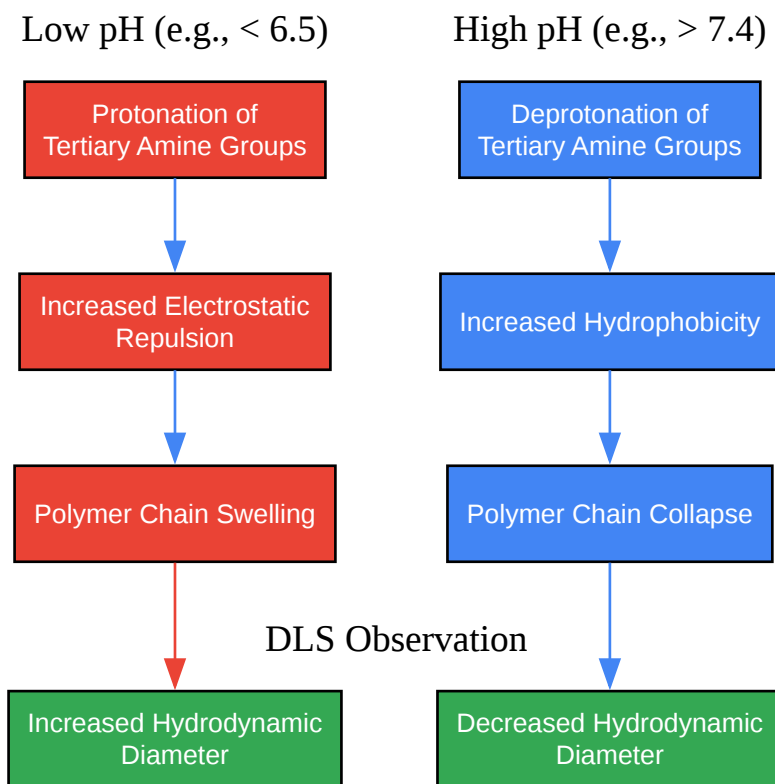 Low pH (e.g., < 6.5)
High pH (e.g., > 7.4)
Protonation of
Tertiary Amine Groups
Deprotonation of
Tertiary Amine Groups
Increased Electrostatic
Repulsion
Increased Hydrophobicity
Polymer Chain Swelling
Polymer Chain Collapse
DLS Observation
Increased Hydrodynamic
Diameter
Decreased Hydrodynamic
Diameter